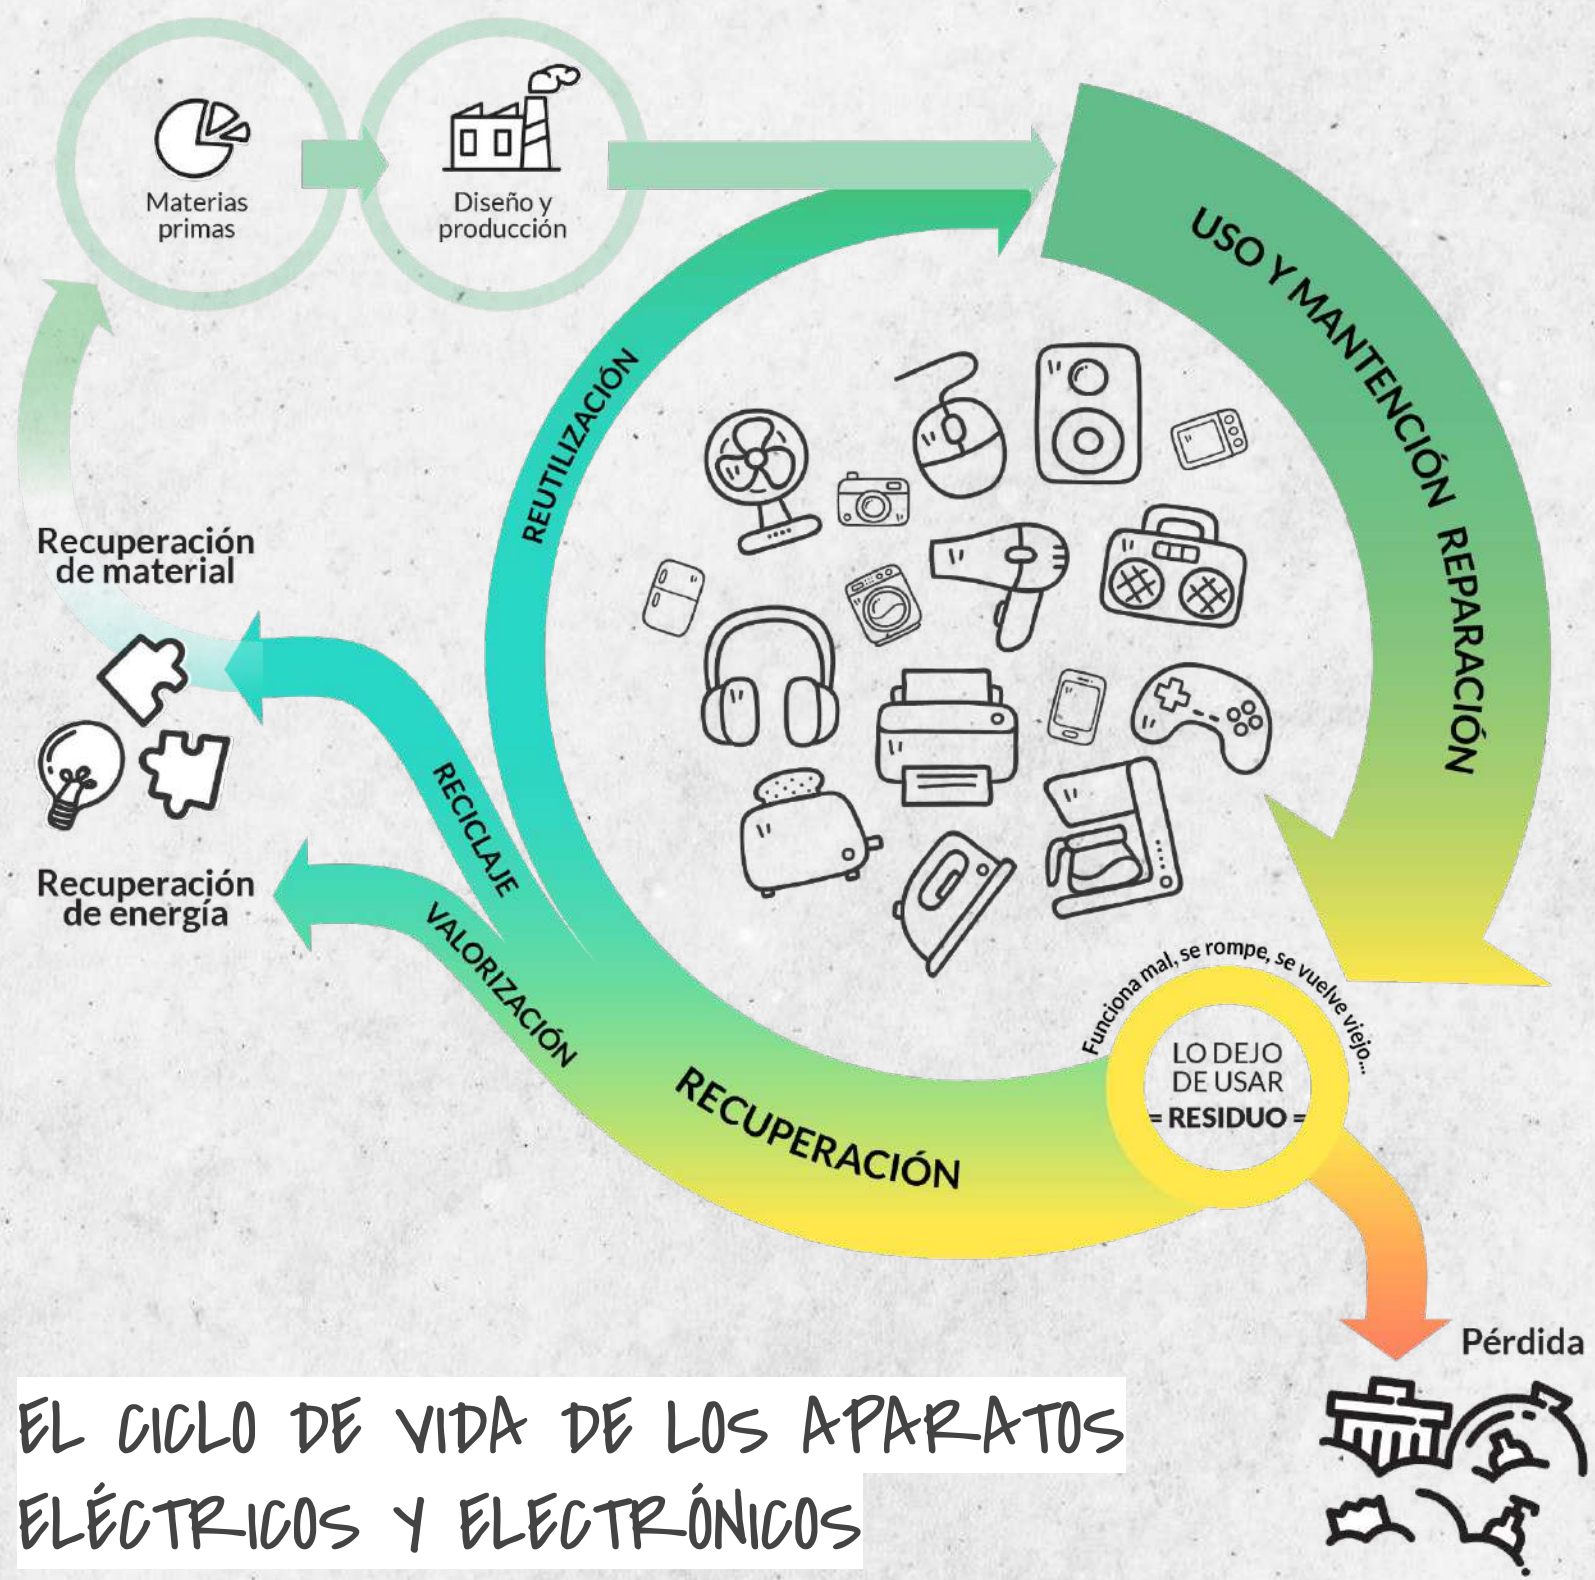 Materias
primas
Diseño y
producción
USO Y MANTENCIÓN REPARACIÓN
REUTILIZACIÓN
Recuperación
de material
RECICLAJE
Recuperación
de energía
VALORIZACIÓN
RECUPERACIÓN
Funciona mal, se rompe, se vuelve viejo...
LO DEJO
DE USAR
= RESIDUO =
Pérdida
EL CICLO DE VIDA DE LOS APARATOS
ELÉCTRICOS Y ELECTRÓNICOS